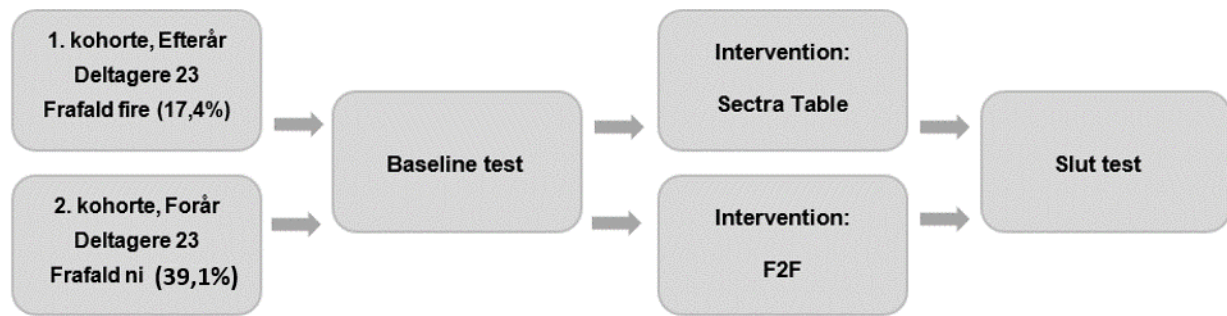 1. kohorte, Efterår
Deltagere 23
Frafald fire (17,4%)
2. kohorte, Forår
Deltagere 23
Frafald ni (39,1%)
Baseline test
Intervention:
Sectra Table
Intervention:
F2F
Slut test